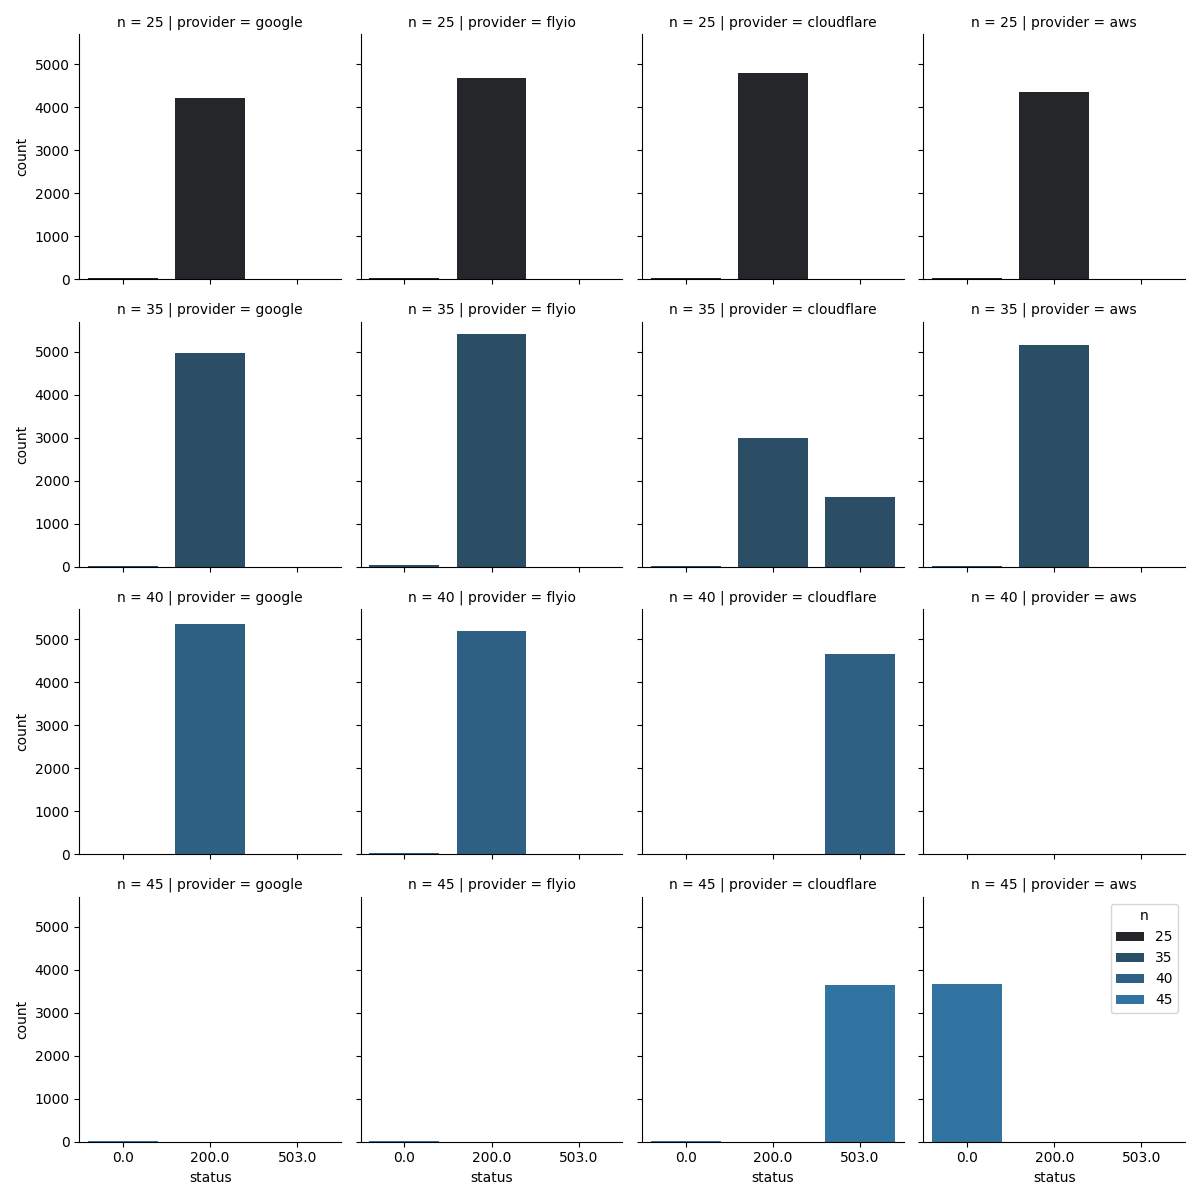 n = 25 | provider = google
n = 25 | provider = flyio
n = 25 | provider = cloudflare
n = 25 | provider = aws
5000
4000
3000
2000
1000
0
count
n = 35 | provider = google
n = 35 | provider = flyio
n = 35 | provider = cloudflare
n = 35 | provider = aws
5000
4000
3000
2000
1000
0
count
n = 40 | provider = google
n = 40 | provider = flyio
n = 40 | provider = cloudflare
n = 40 | provider = aws
5000
4000
3000
2000
1000
0
count
n = 45 | provider = google
n = 45 | provider = flyio
n = 45 | provider = cloudflare
n = 45 | provider = aws
5000
4000
3000
2000
1000
0
count
n
25
35
40
45
0.0 200.0 503.0
status
0.0 200.0 503.0
status
0.0 200.0 503.0
status
0.0 200.0 503.0
status